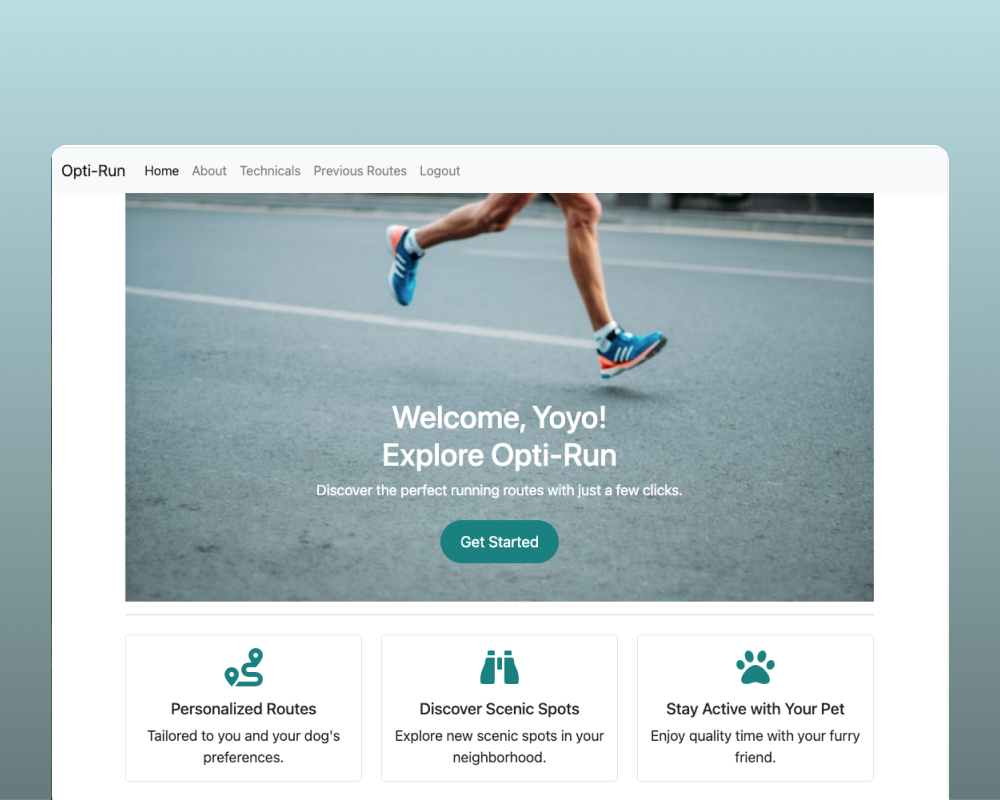 Opti-Run Home About Technicals Previous Routes Logout
Welcome, Yoyo!
Explore Opti-Run
Discover the perfect running routes with just a few clicks.
Get Started
Personalized Routes
Tailored to you and your dog's
preferences.
Discover Scenic Spots
Explore new scenic spots in your
neighborhood.
Stay Active with Your Pet
Enjoy quality time with your furry
friend.